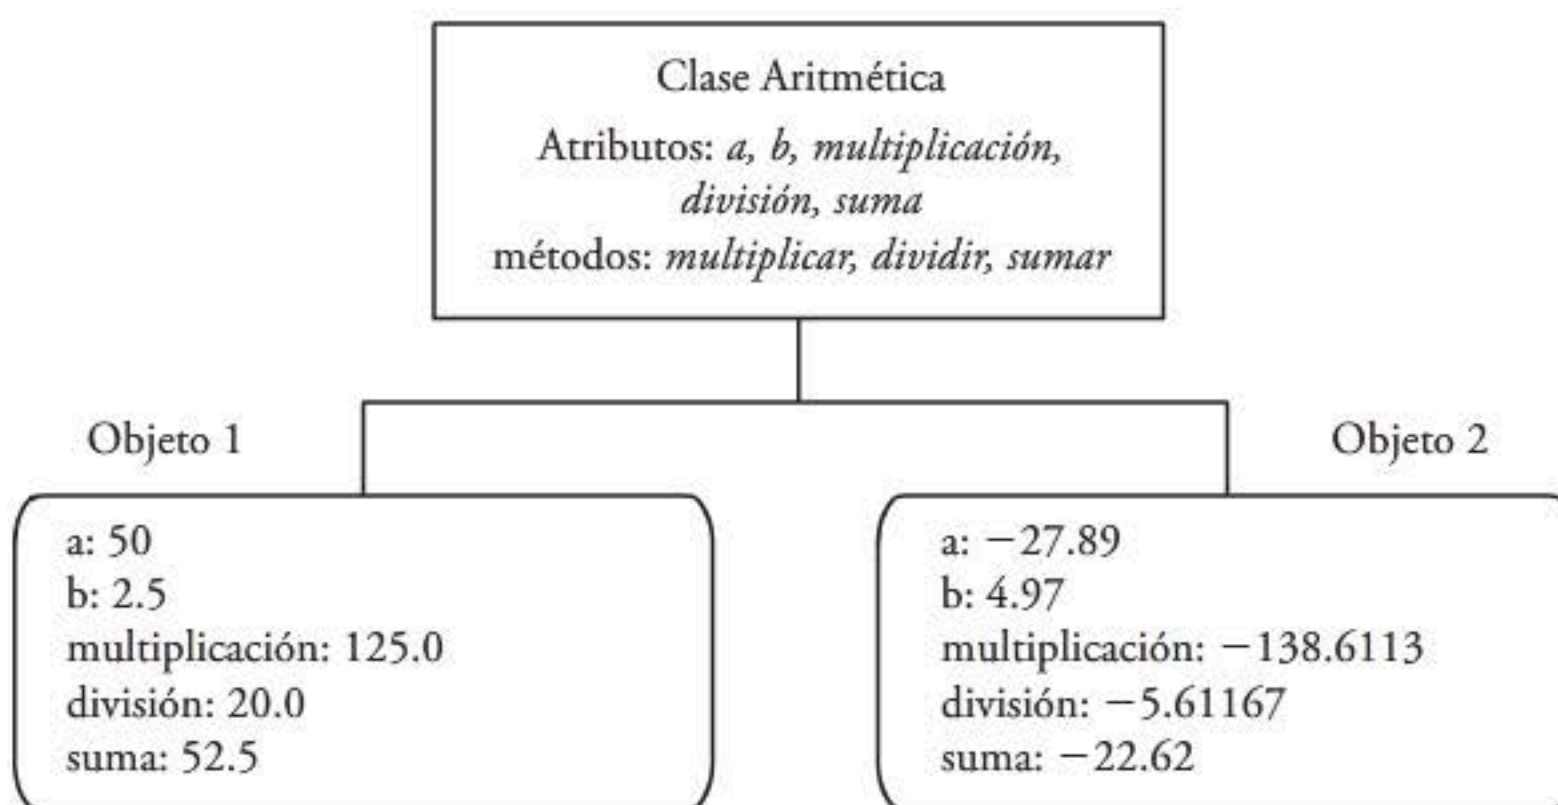 Clase Aritmética
Atributos: a, b, multiplicación,
división, suma
métodos: multiplicar, dividir, sumar
Objeto 1
Objeto 2
a: 50
b: 2.5
multiplicación: 125.0
división: 20.0
suma: 52.5
a: −27.89
b: 4.97
multiplicación: −138.6113
división: −5.61167
suma: −22.62